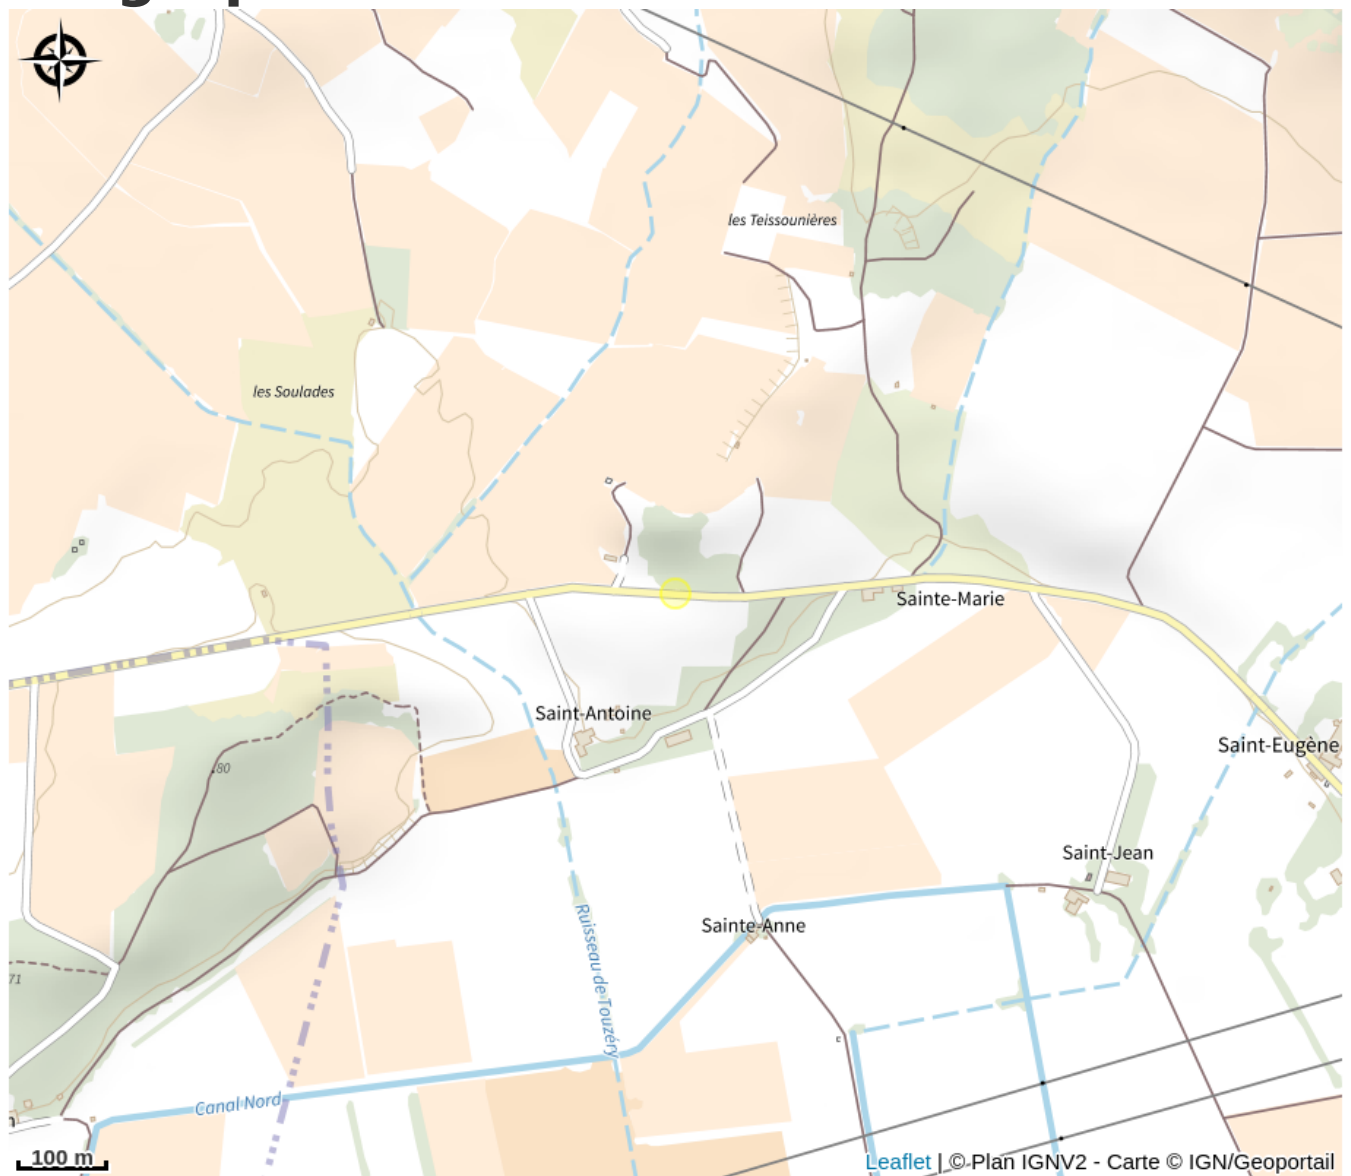 les Teissounières
les Soulades
Sainte-Marie
Saint-Antoine
Saint-Eugène
80
Saint-Jean
Sainte-Anne
71
Ruisseau de Touzéry
Canal Nord
100 m
Leaflet | © Plan IGNV2 - Carte © IGN/Geoportail